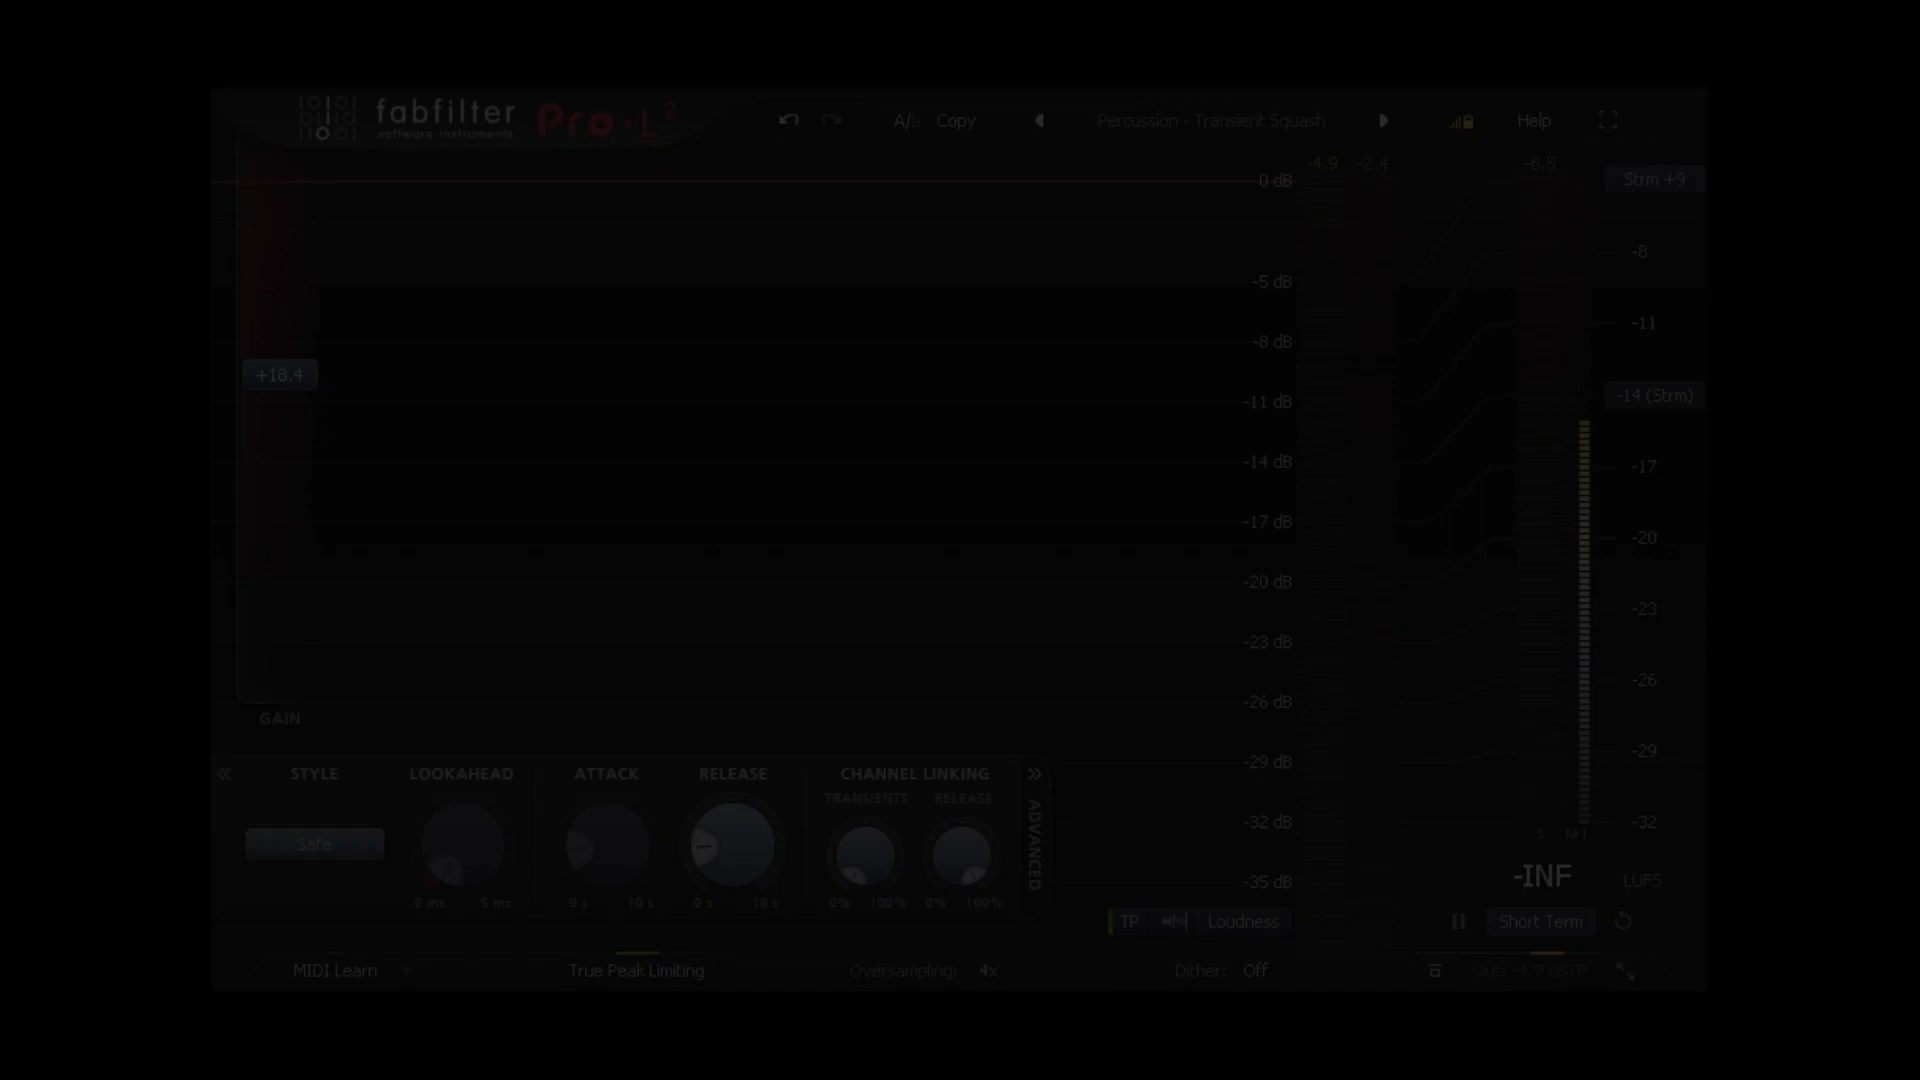 fabfilter Pro·L 2
software instruments
A/B Copy Percussion - Transient Squash Help
-4.9 -2.4 -6.5
0 dB Strm +9
-5 dB -8
-8 dB -11
+18.4
-11 dB -14 (Strm)
-14 dB -17
-17 dB -20
-20 dB -23
-23 dB -26
-26 dB
GAIN
-29 dB -29
STYLE LOOKAHEAD ATTACK RELEASE CHANNEL LINKING
TRANSIENTS RELEASE
ADVANCED
-32 dB -32
S M I
Safe
-INF LUFS
-35 dB
0 ms 5 ms 0 s 10 s 0 s 10 s 0% 100% 0% 100%
TP Loudness Short Term
MIDI Learn True Peak Limiting Oversampling: 4x Dither: Off Out: -4.9 dBTP